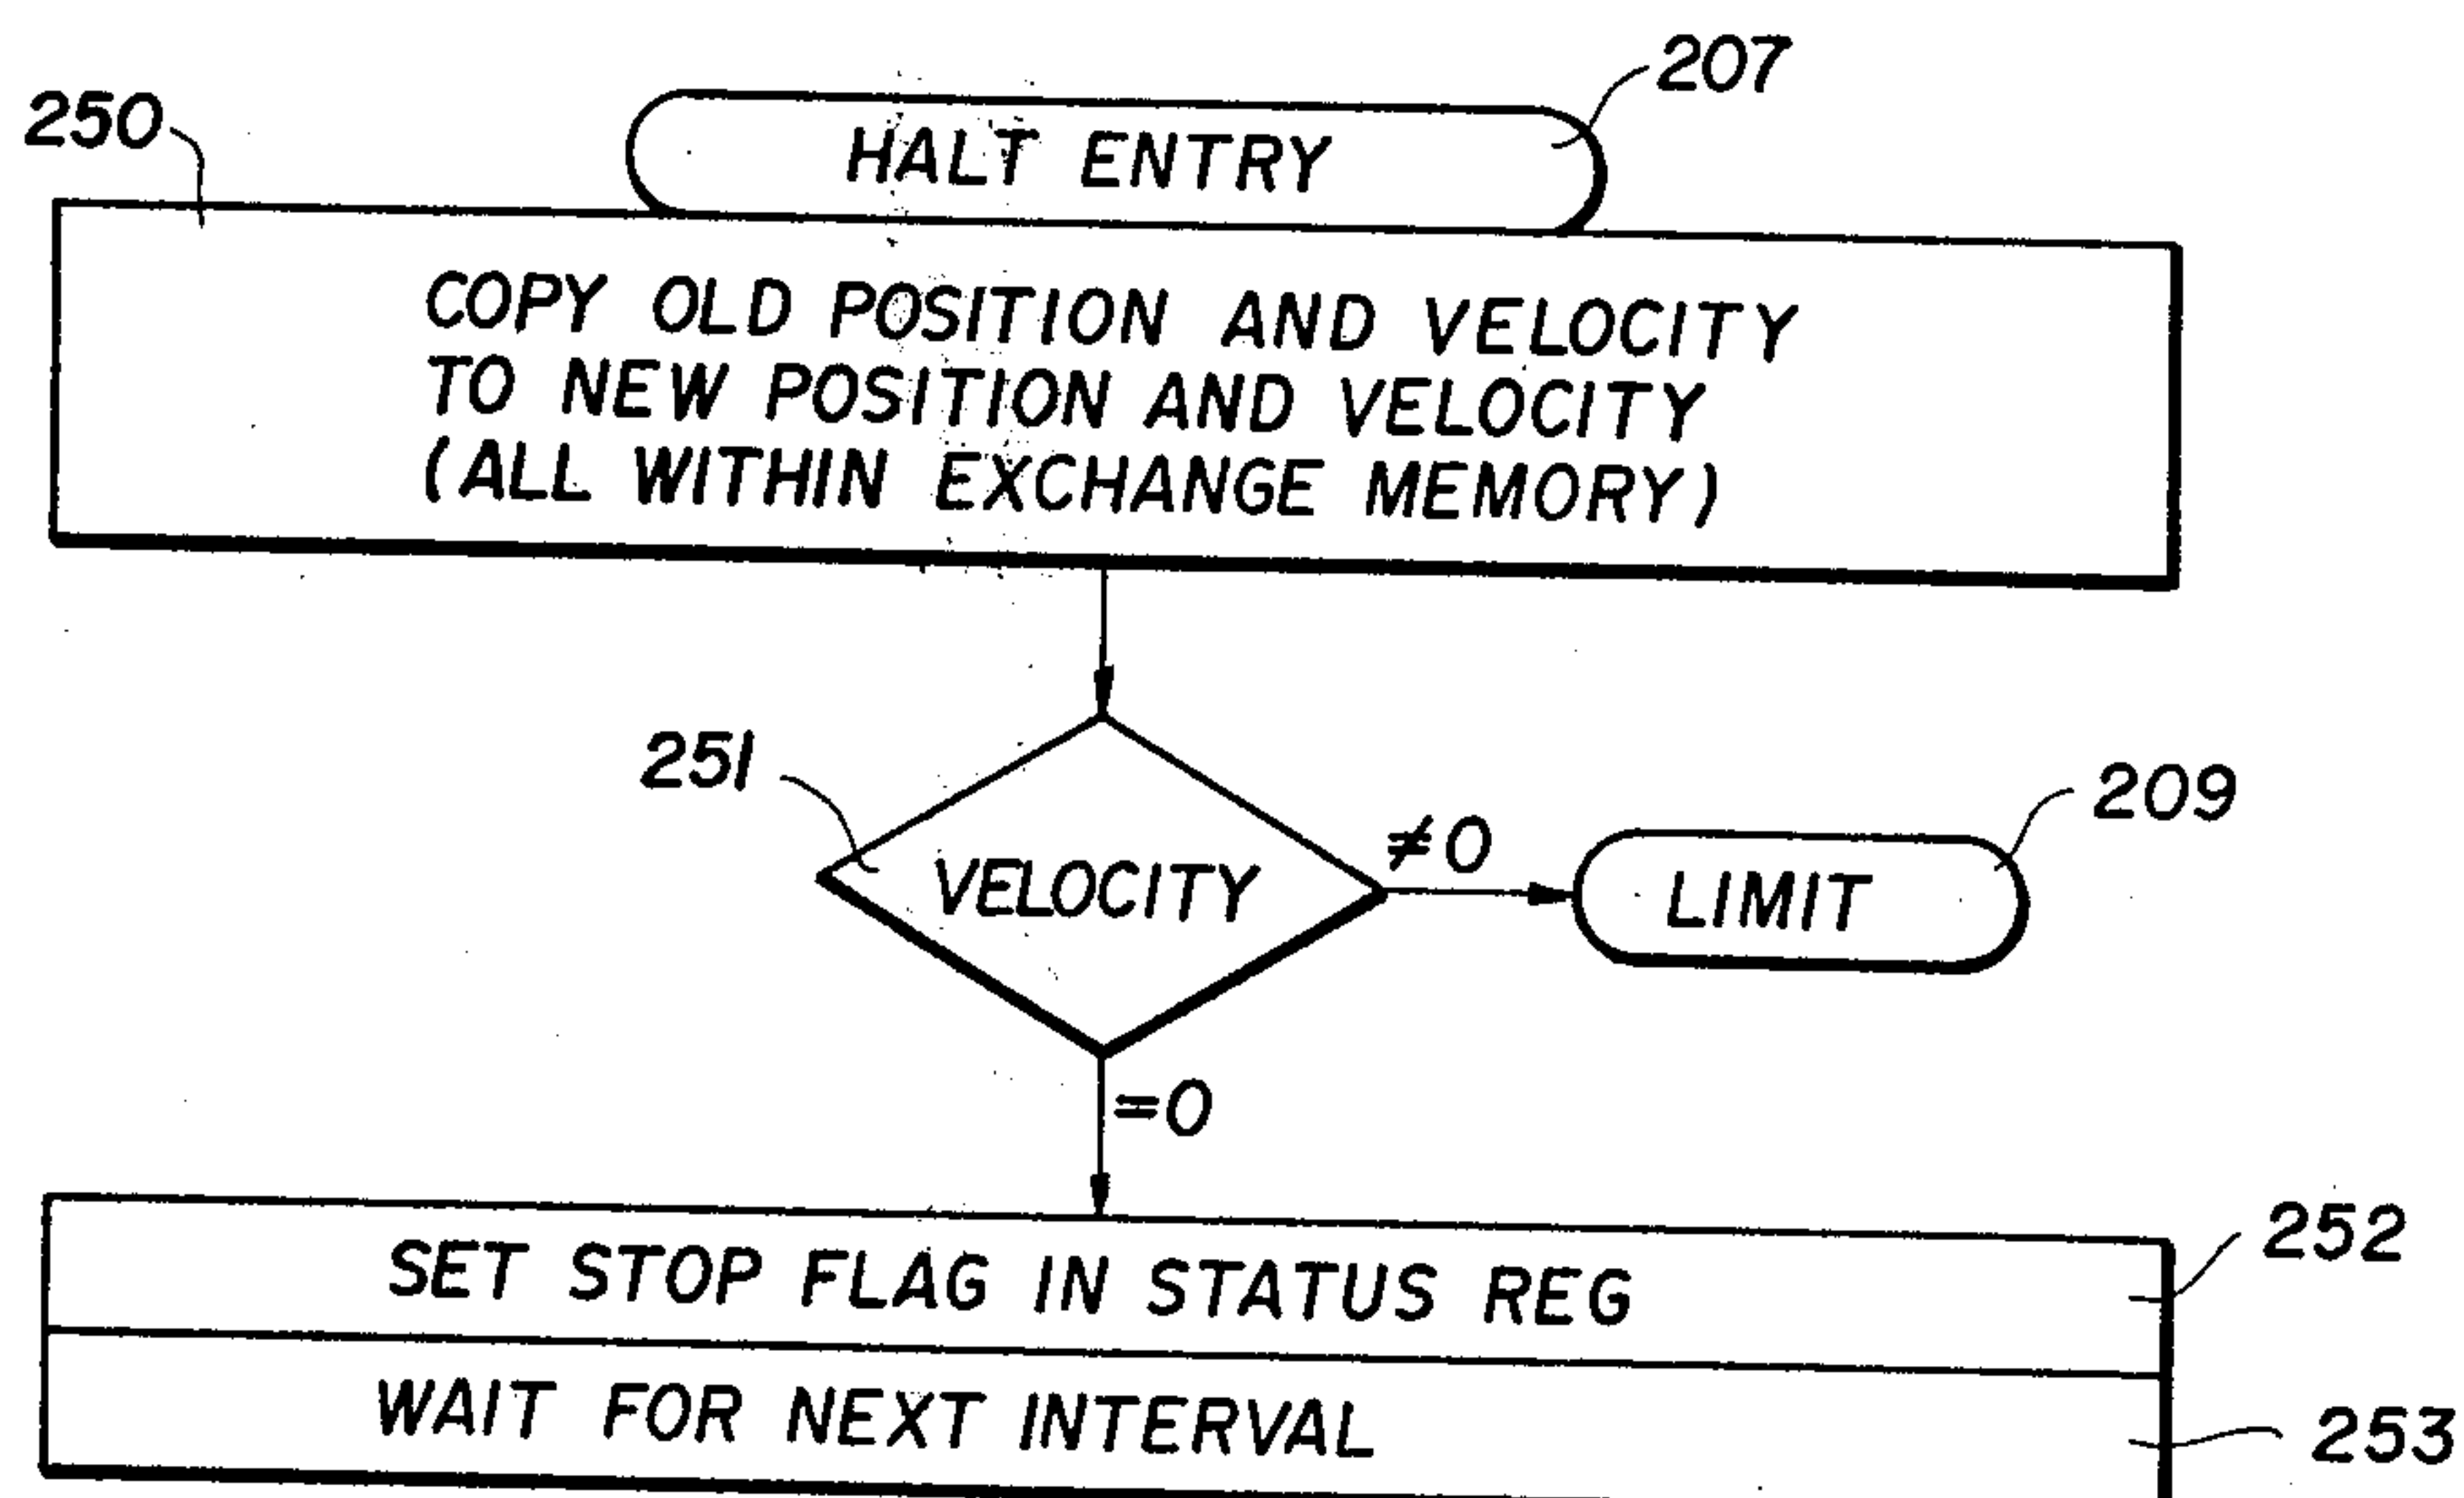 207
250
HALT ENTRY
COPY OLD POSITION AND VELOCITY
TO NEW POSITION AND VELOCITY
(ALL WITHIN EXCHANGE MEMORY)
251
209
≠0
VELOCITY
LIMIT
=0
252
SET STOP FLAG IN STATUS REG
WAIT FOR NEXT INTERVAL
253